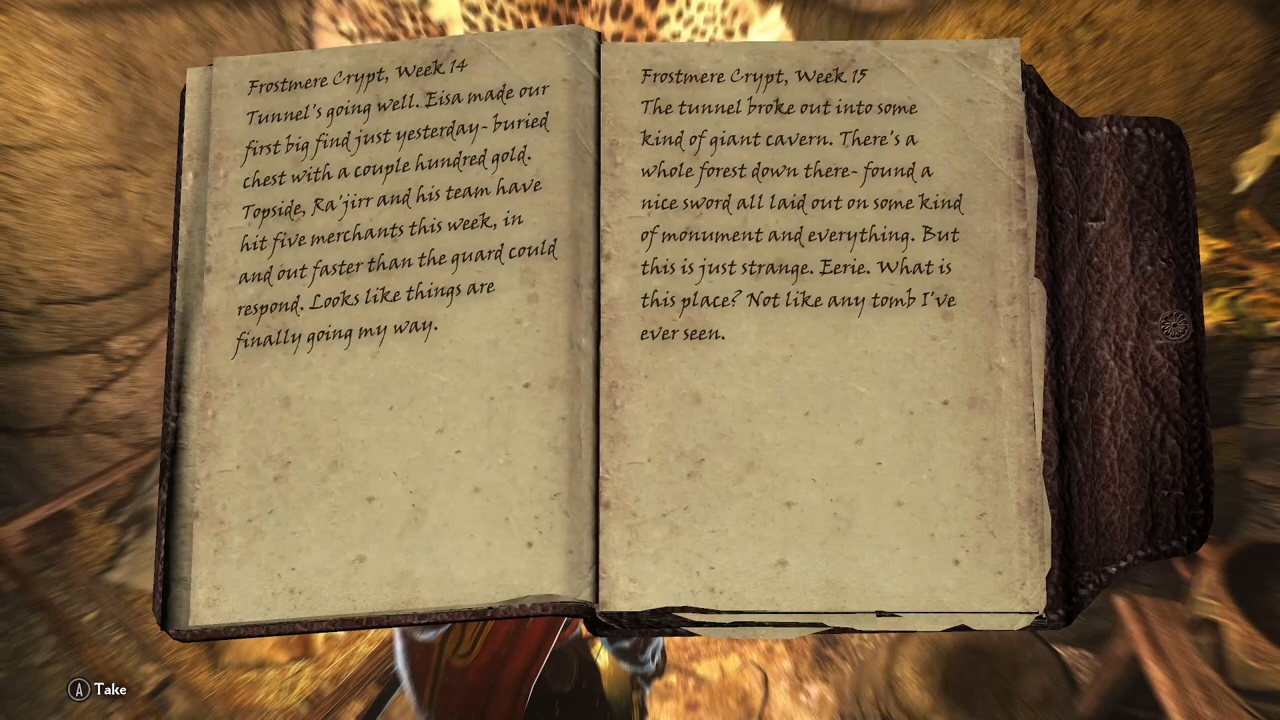 Frostmere Crypt, Week 14
Tunnel's going well. Eisa made our
first big find just yesterday- buried
chest with a couple hundred gold.
Topside, Ra'jirr and his team have
hit five merchants this week, in
and out faster than the guard could
respond. Looks like things are
finally going my way.
Frostmere Crypt, Week 15
The tunnel broke out into some
kind of giant cavern. There's a
whole forest down there- found a
nice sword all laid out on some kind
of monument and everything. But
this is just strange. Eerie. What is
this place? Not like any tomb I've
ever seen.
A Take